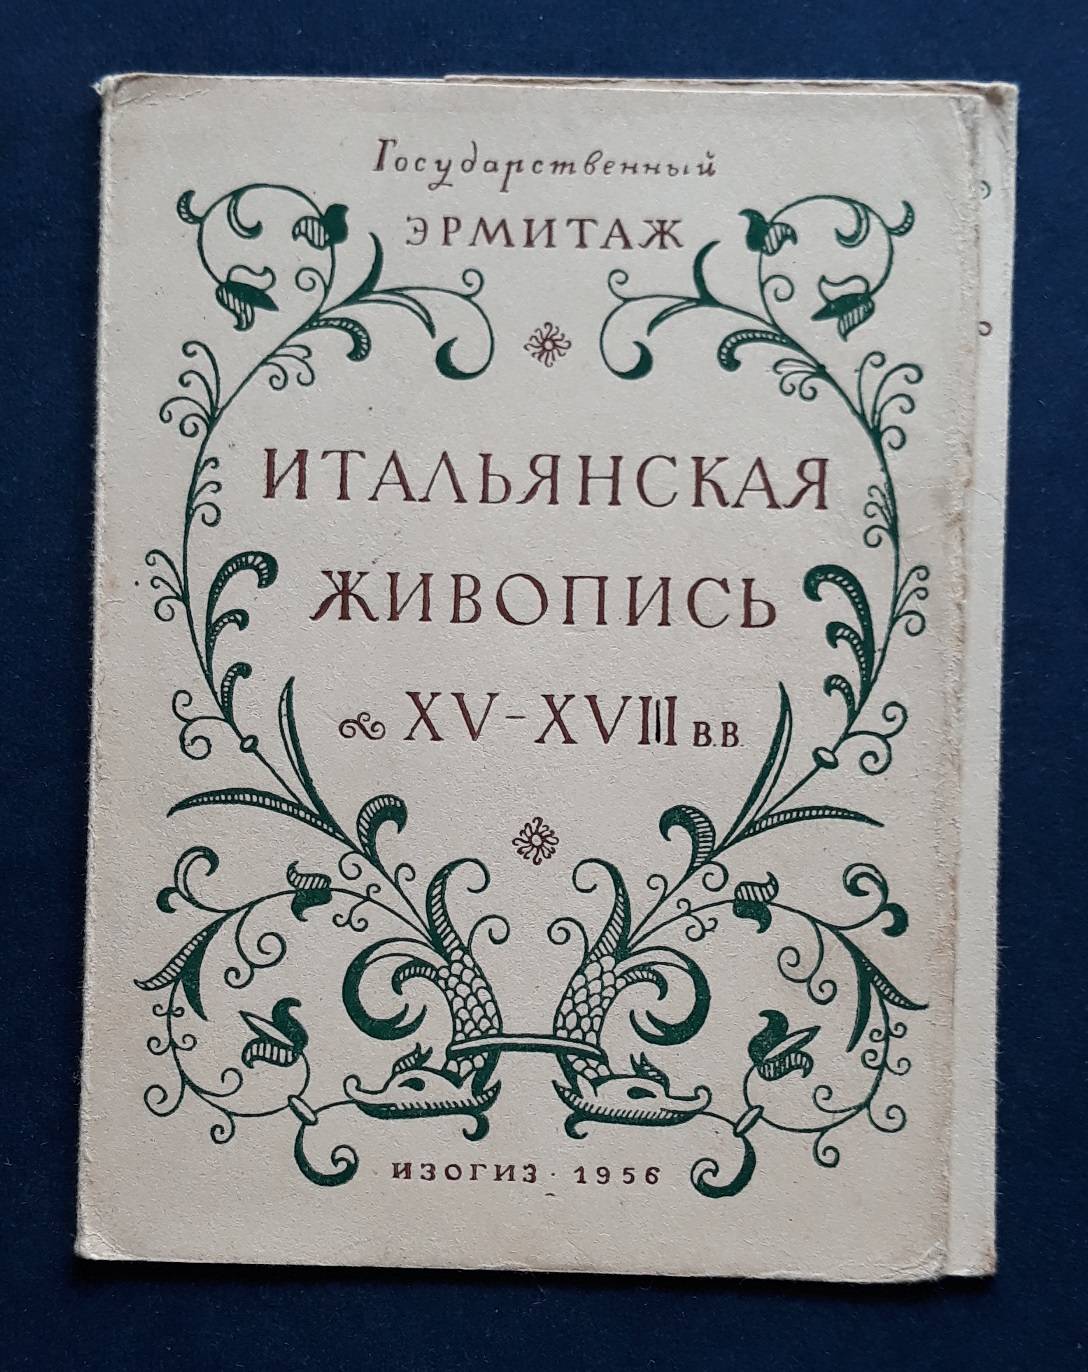 Государственный
ЭРМИТАЖ
ИТАЛЬЯНСКАЯ
ЖИВОПИСЬ
XV-XVIII В.В.
ИЗОГИЗ · 1956